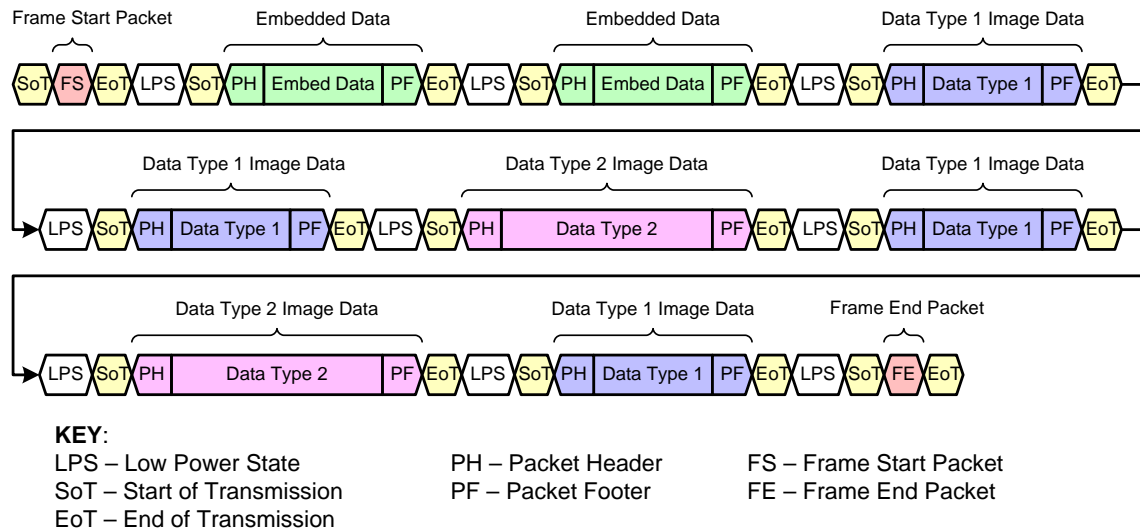 Frame Start Packet Embedded Data Embedded Data Data Type 1 Image Data
SoT FS EoT LPS SoT PH Embed Data PF EoT LPS SoT PH Embed Data PF EoT LPS SoT PH Data Type 1 PF EoT
Data Type 1 Image Data Data Type 2 Image Data Data Type 1 Image Data
LPS SoT PH Data Type 1 PF EoT LPS SoT PH Data Type 2 PF EoT LPS SoT PH Data Type 1 PF EoT
Data Type 2 Image Data Data Type 1 Image Data Frame End Packet
LPS SoT PH Data Type 2 PF EoT LPS SoT PH Data Type 1 PF EoT LPS SoT FE EoT
KEY:
LPS – Low Power State PH – Packet Header FS – Frame Start Packet
SoT – Start of Transmission PF – Packet Footer FE – Frame End Packet
EoT – End of Transmission